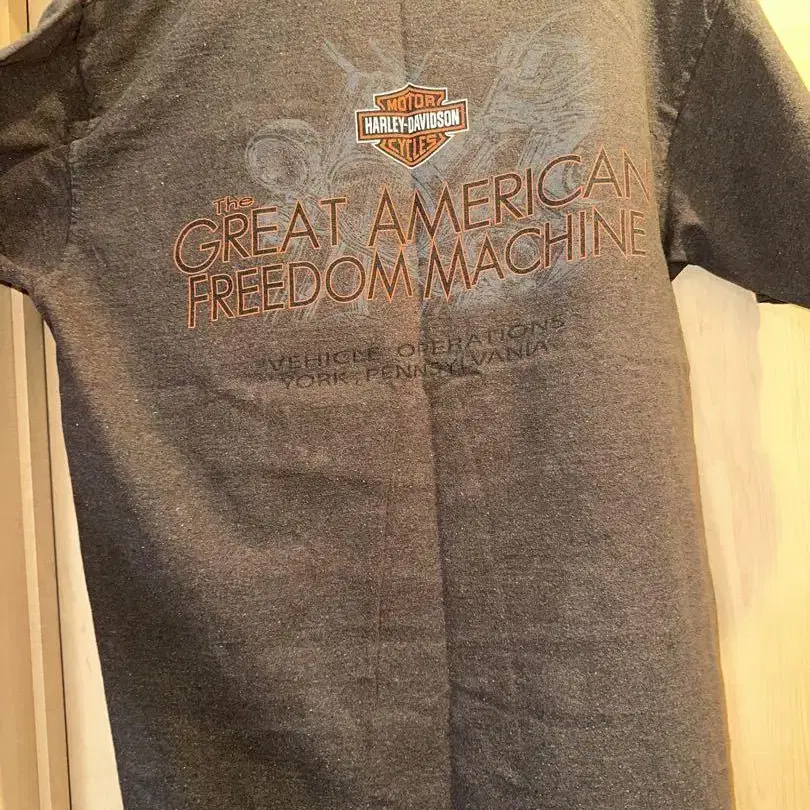 MOTOR
HARLEY-DAVIDSON
CYCLES
The
GREAT AMERICAN
FREEDOM MACHINE
VEHICLE OPERATIONS
YORK, PENNSYLVANIA